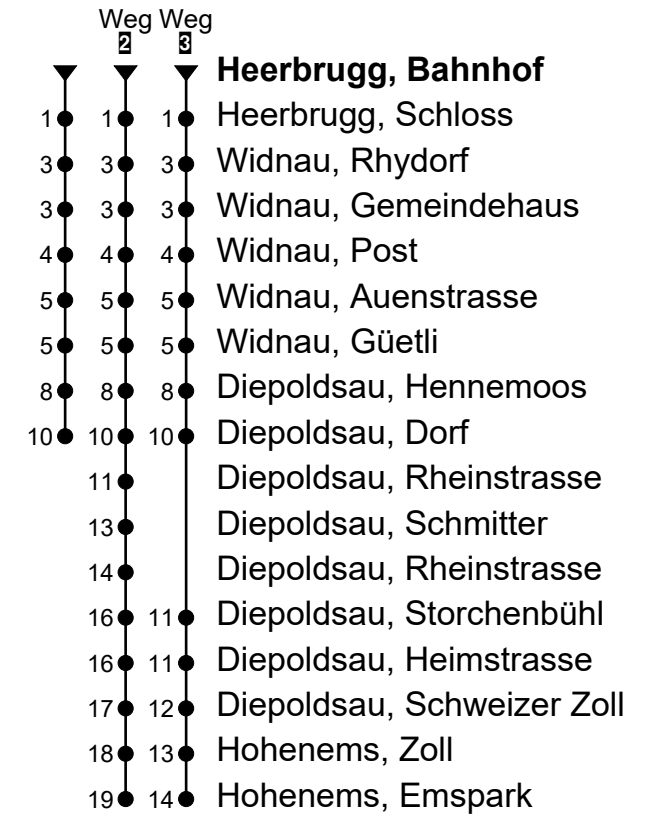 Weg Weg
2 3
Heerbrugg, Bahnhof
1 1 1 Heerbrugg, Schloss
3 3 3 Widnau, Rhydorf
3 3 3 Widnau, Gemeindehaus
4 4 4 Widnau, Post
5 5 5 Widnau, Auenstrasse
5 5 5 Widnau, Güetli
8 8 8 Diepoldsau, Hennemoos
10 10 10 Diepoldsau, Dorf
11 Diepoldsau, Rheinstrasse
13 Diepoldsau, Schmitter
14 Diepoldsau, Rheinstrasse
16 11 Diepoldsau, Storchenbühl
16 11 Diepoldsau, Heimstrasse
17 12 Diepoldsau, Schweizer Zoll
18 13 Hohenems, Zoll
19 14 Hohenems, Emspark